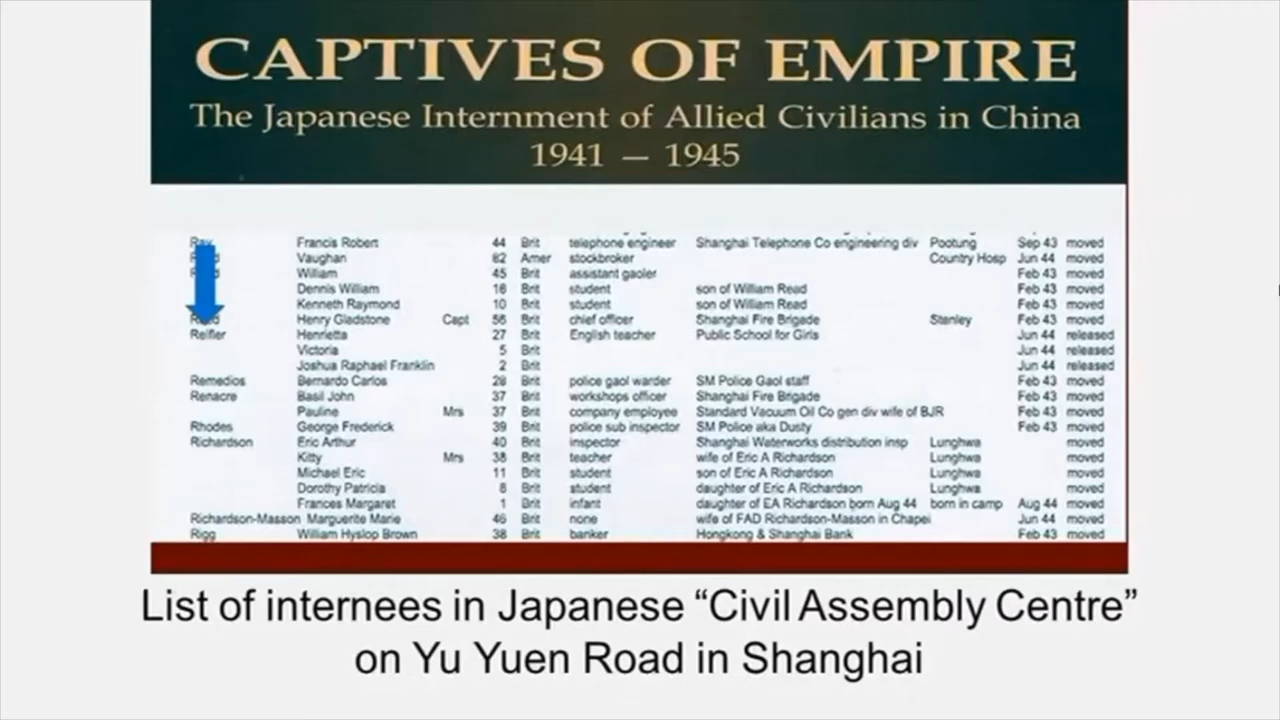 CAPTIVES OF EMPIRE
The Japanese Internment of Allied Civilians in China
1941 — 1945
Francis Robert 44 Brit telephone engineer Shanghai Telephone Co engineering div Pootung Sep 43 moved
Vaughan 62 Amer stockbroker Country Hosp Jun 44 moved
William 45 Brit assistant gaoler Feb 43 moved
Dennis William 16 Brit student son of William Read Feb 43 moved
Kenneth Raymond 10 Brit student son of William Read Feb 43 moved
Henry Gladstone Capt 56 Brit chief officer Shanghai Fire Brigade Stanley Feb 43 moved
Reifler Henrietta 27 Brit English teacher Public School for Girls Jun 44 released
Victoria 5 Brit Jun 44 released
Joshua Raphael Franklin 2 Brit Jun 44 released
Remedios Bernardo Carlos 28 Brit police gaol warder SM Police Gaol staff Feb 43 moved
Renacre Basil John 37 Brit workshops officer Shanghai Fire Brigade Feb 43 moved
Pauline Mrs 37 Brit company employee Standard Vacuum Oil Co gen div wife of BJR Feb 43 moved
Rhodes George Frederick 39 Brit police sub inspector SM Police aka Dusty Feb 43 moved
Richardson Eric Arthur 40 Brit inspector Shanghai Waterworks distribution insp Lunghwa moved
Kitty Mrs 38 Brit teacher wife of Eric A Richardson Lunghwa moved
Michael Eric 11 Brit student son of Eric A Richardson Lunghwa moved
Dorothy Patricia 8 Brit student daughter of Eric A Richardson Lunghwa moved
Frances Margaret 1 Brit infant daughter of EA Richardson born Aug 44 born in camp Aug 44 moved
Richardson-Masson Marguerite Marie 46 Brit none wife of FAD Richardson-Masson in Chapei Jun 44 moved
Rigg William Hyslop Brown 38 Brit banker Hongkong & Shanghai Bank Feb 43 moved
List of internees in Japanese “Civil Assembly Centre”
on Yu Yuen Road in Shanghai